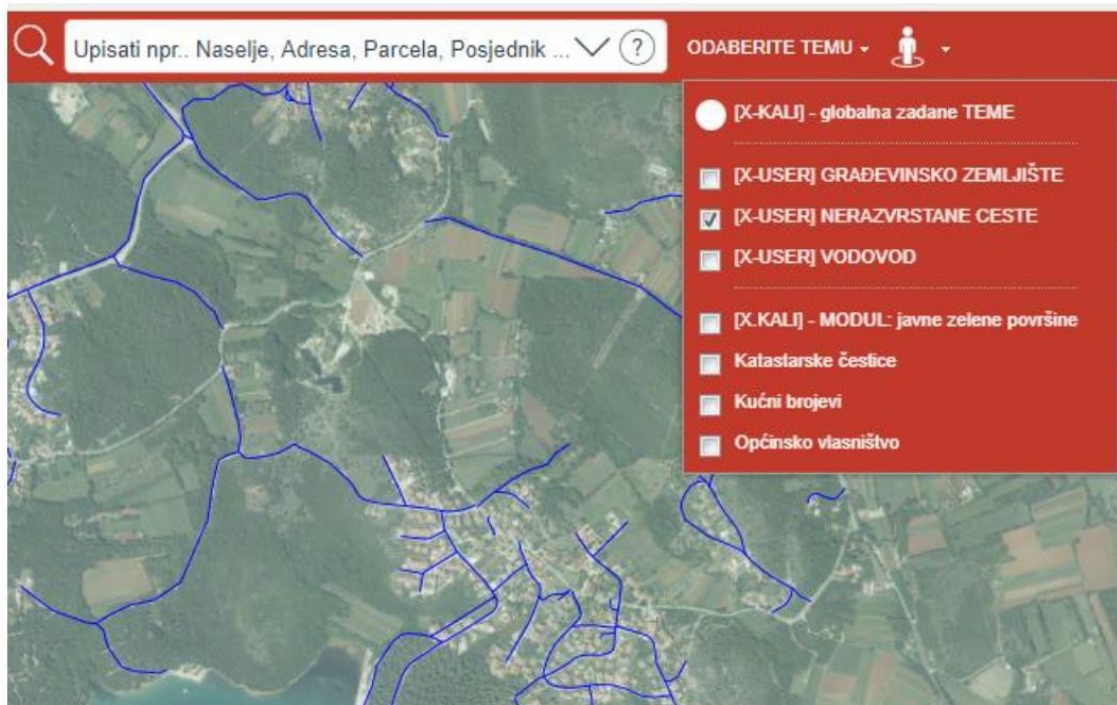 Upisati npr.. Naselje, Adresa, Parcela, Posjednik ...
?
ODABERITE TEMU
[X-KALI] - globalna zadane TEME
[X-USER] GRAĐEVINSKO ZEMLJIŠTE
[X-USER] NERAZVRSTANE CESTE
[X-USER] VODOVOD
[X.KALI] - MODUL: javne zelene površine
Katastarske čestice
Kućni brojevi
Općinsko vlasništvo